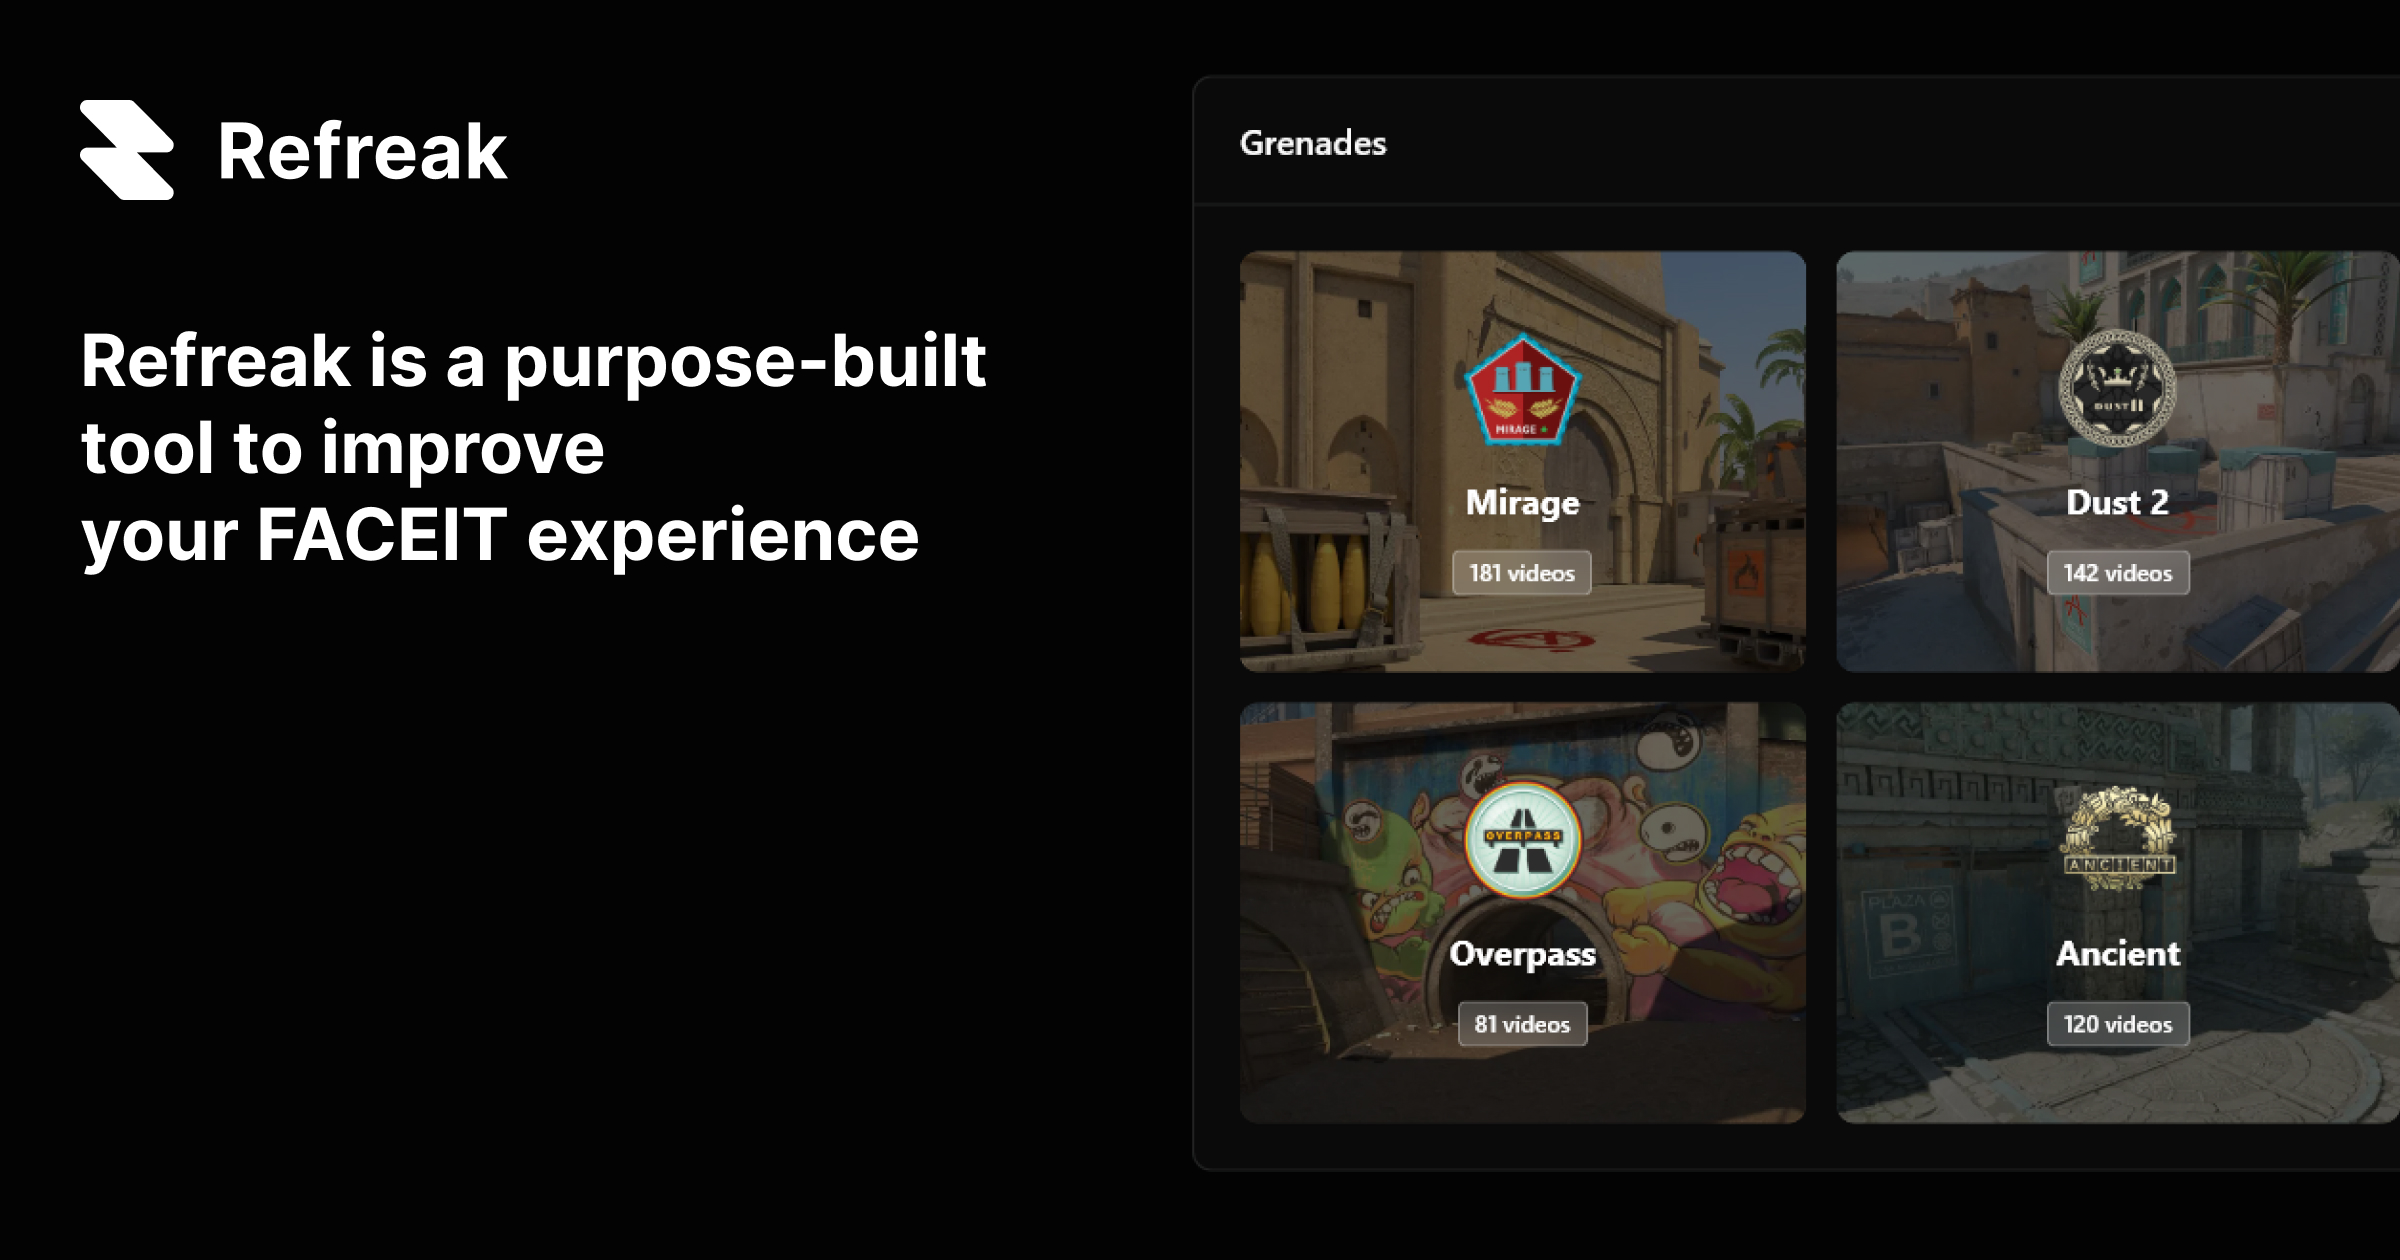 Refreak
Refreak is a purpose-built
tool to improve
your FACEIT experience
Grenades
MIRAGE
Mirage
181 videos
DUST II
Dust 2
142 videos
OVERPASS
Overpass
81 videos
ANCIENT
PLAZA
B
Ancient
120 videos